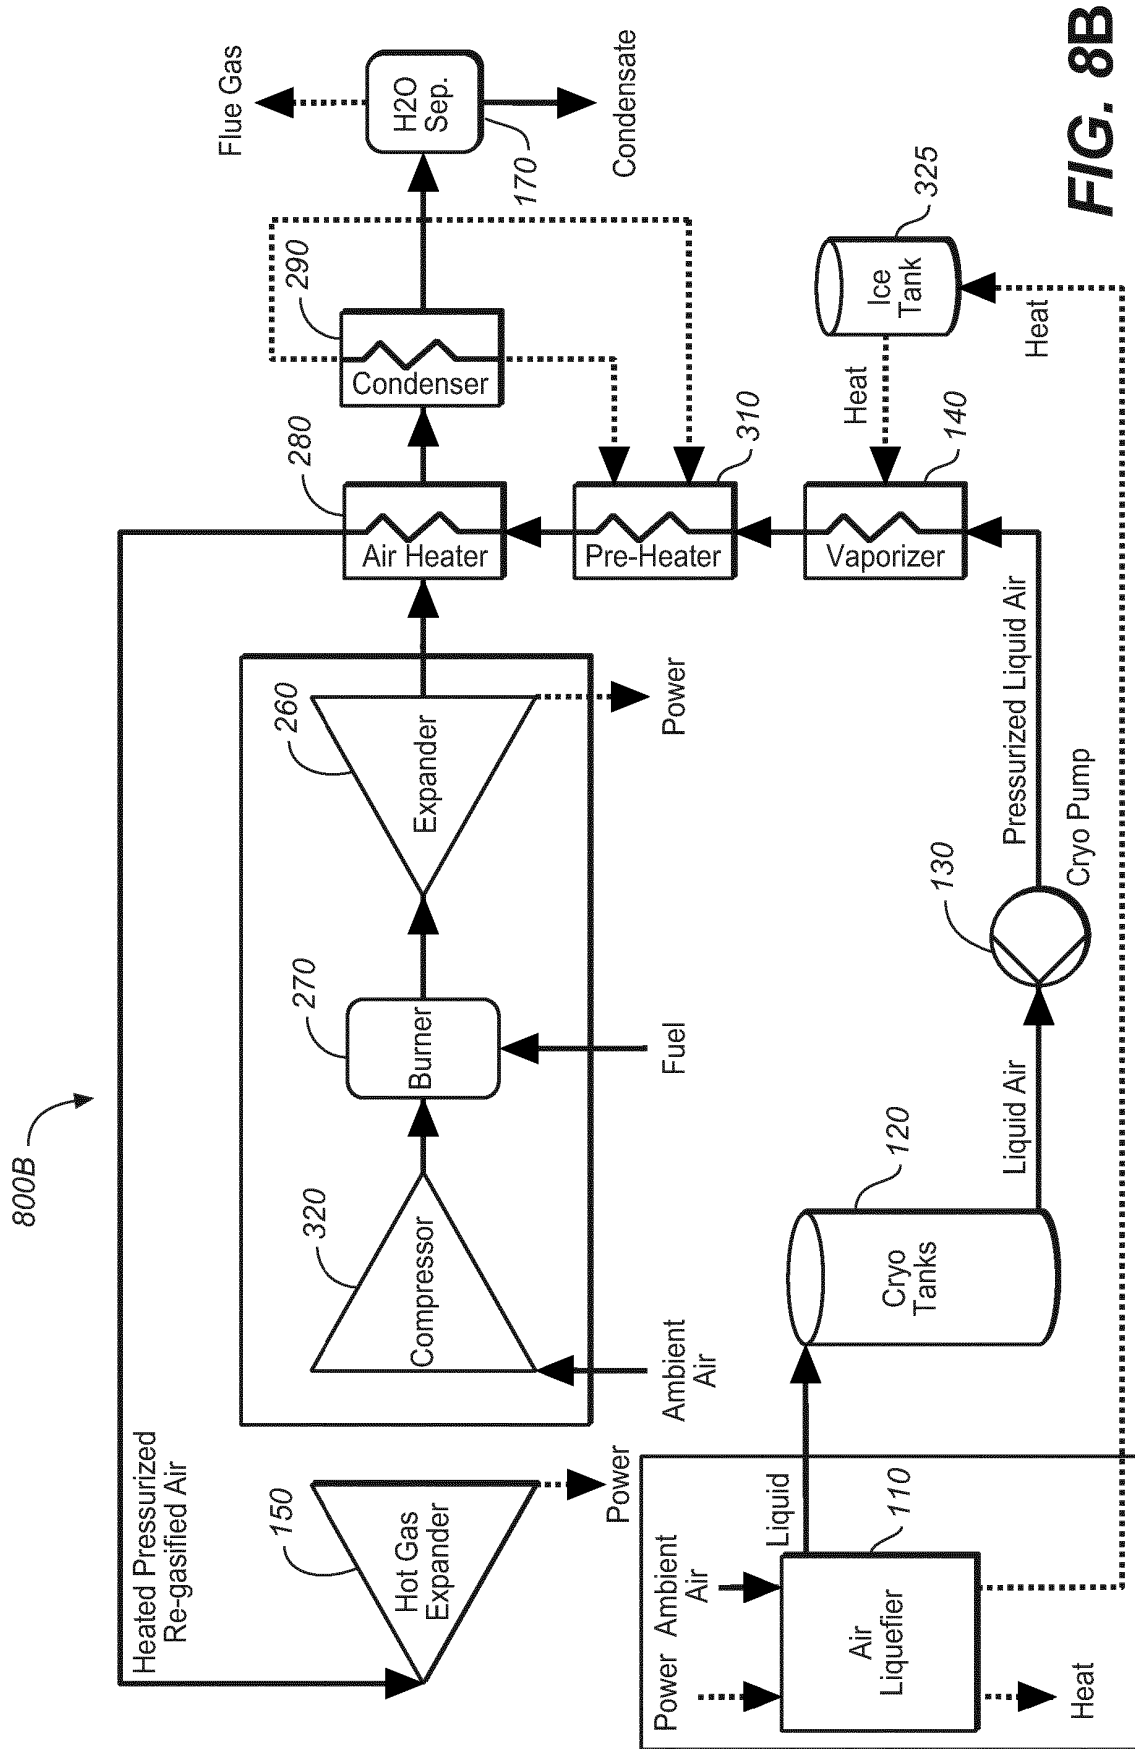 800B
Heated Pressurized
Re-gasified Air
150
Hot Gas
Expander
Power
320
Compressor
Ambient
Air
270
Burner
Fuel
260
Expander
Power
280
Air Heater
290
Condenser
Flue Gas
H2O
Sep.
170
Condensate
310
Pre-Heater
Heat
140
Vaporizer
Ice
Tank
325
Heat
Power
Ambient
Air
Liquid
110
Air
Liquefier
Heat
Cryo
Tanks
120
Liquid Air
130
Cryo Pump
Pressurized Liquid Air
FIG. 8B